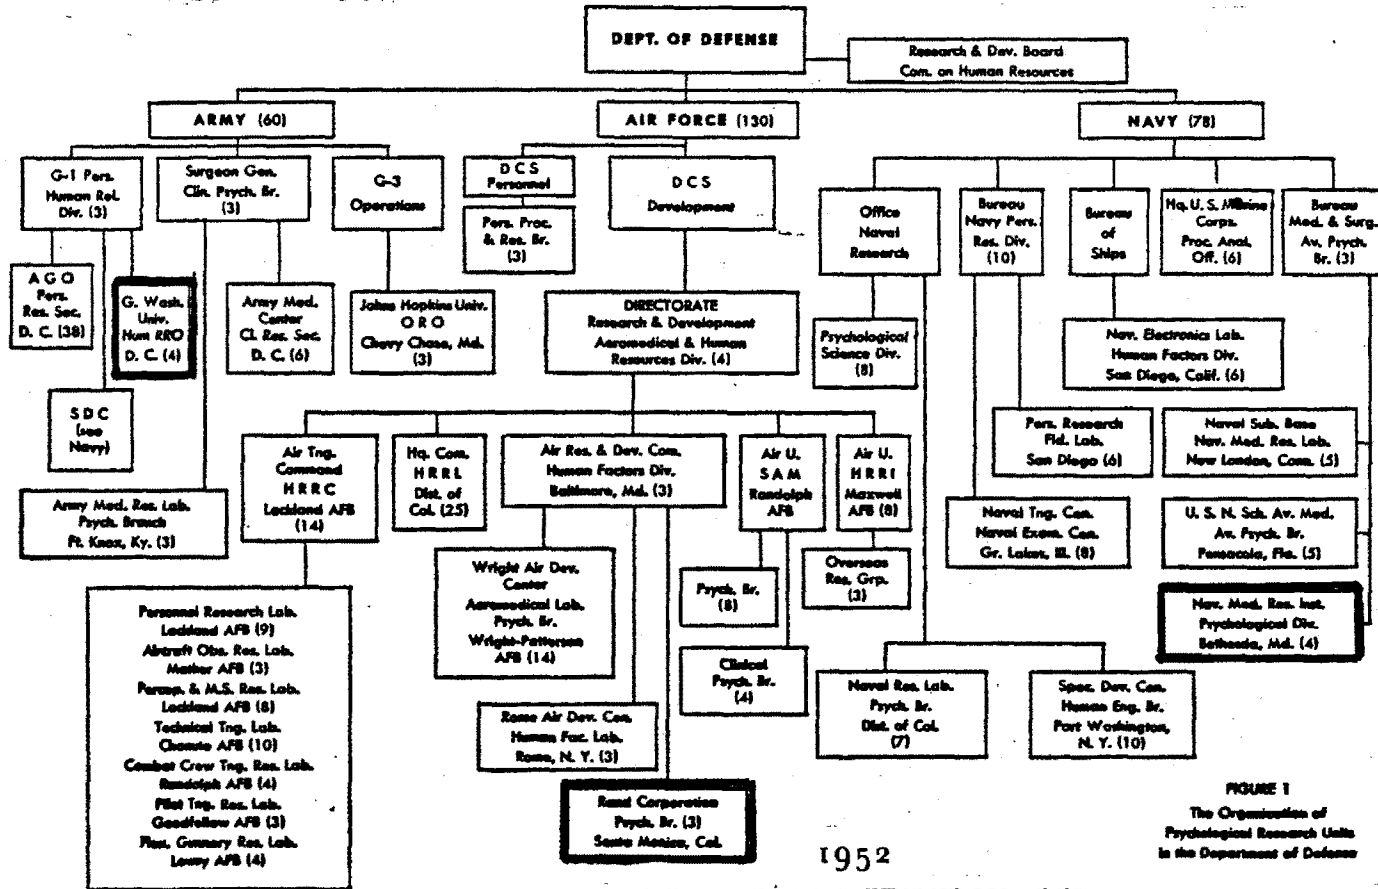 DEPT. OF DEFENSE
Research & Dev. Board
Com. on Human Resources
ARMY (60)
AIR FORCE (130)
NAVY (78)
G-1 Pers.
Human Rel.
Div. (3)
Surgeon Gen.
Clin. Psych. Br.
(3)
G-3
Operations
D C S
Personnel
D C S
Development
Pers. Proc.
& Res. Br.
(3)
Office
Naval
Research
Bureau
Navy Pers.
Res. Div.
(10)
Bureau
of
Ships
Hq. U. S. Marine
Corps.
Proc. Anal.
Off. (6)
Bureau
Med. & Surg.
Av. Psych.
Br. (3)
A G O
Pers.
Res. Sec.
D. C. (38)
G. Wash.
Univ.
Hum RRO
D. C. (4)
Army Med.
Center
Cl. Res. Sec.
D. C. (6)
Johns Hopkins Univ.
O R O
Chevy Chase, Md.
(3)
DIRECTORATE
Research & Development
Aeromedical & Human
Resources Div. (4)
Psychological
Science Div.
(8)
Nav. Electronics Lab.
Human Factors Div.
San Diego, Calif. (6)
S D C
(see
Navy)
Pers. Research
Fld. Lab.
San Diego (6)
Naval Sub. Base
Nav. Med. Res. Lab.
New London, Conn. (5)
Air Tng.
Command
H R R C
Lackland AFB
(14)
Hq. Com.
H R R L
Dist. of
Col. (25)
Air Res. & Dev. Com.
Human Factors Div.
Baltimore, Md. (3)
Air U.
S A M
Randolph
AFB
Air U.
H R R I
Maxwell
AFB (8)
Army Med. Res. Lab.
Psych. Branch
Ft. Knox, Ky. (3)
Naval Tng. Cen.
Naval Exam. Cen.
Gr. Lakes, Ill. (8)
U. S. N. Sch. Av. Med.
Av. Psych. Br.
Pensacola, Fla. (5)
Wright Air Dev.
Center
Aeromedical Lab.
Psych. Br.
Wright-Patterson
AFB (14)
Psych. Br.
(8)
Overseas
Res. Grp.
(3)
Nav. Med. Res. Inst.
Psychological Div.
Bethesda, Md. (4)
Personnel Research Lab.
Lackland AFB (9)
Aircraft Obs. Res. Lab.
Mather AFB (3)
Percep. & M.S. Res. Lab.
Lackland AFB (8)
Technical Tng. Lab.
Chanute AFB (10)
Combat Crew Tng. Res. Lab.
Randolph AFB (4)
Pilot Tng. Res. Lab.
Goodfellow AFB (3)
Flex. Gunnery Res. Lab.
Lowry AFB (4)
Clinical
Psych. Br.
(4)
Naval Res. Lab.
Psych. Br.
Dist. of Col.
(7)
Spec. Dev. Cen.
Human Eng. Br.
Port Washington,
N. Y. (10)
Rome Air Dev. Cen.
Human Fac. Lab.
Rome, N. Y. (3)
Rand Corporation
Psych. Br. (3)
Santa Monica, Cal.
1952
FIGURE 1
The Organization of
Psychological Research Units
in the Department of Defense